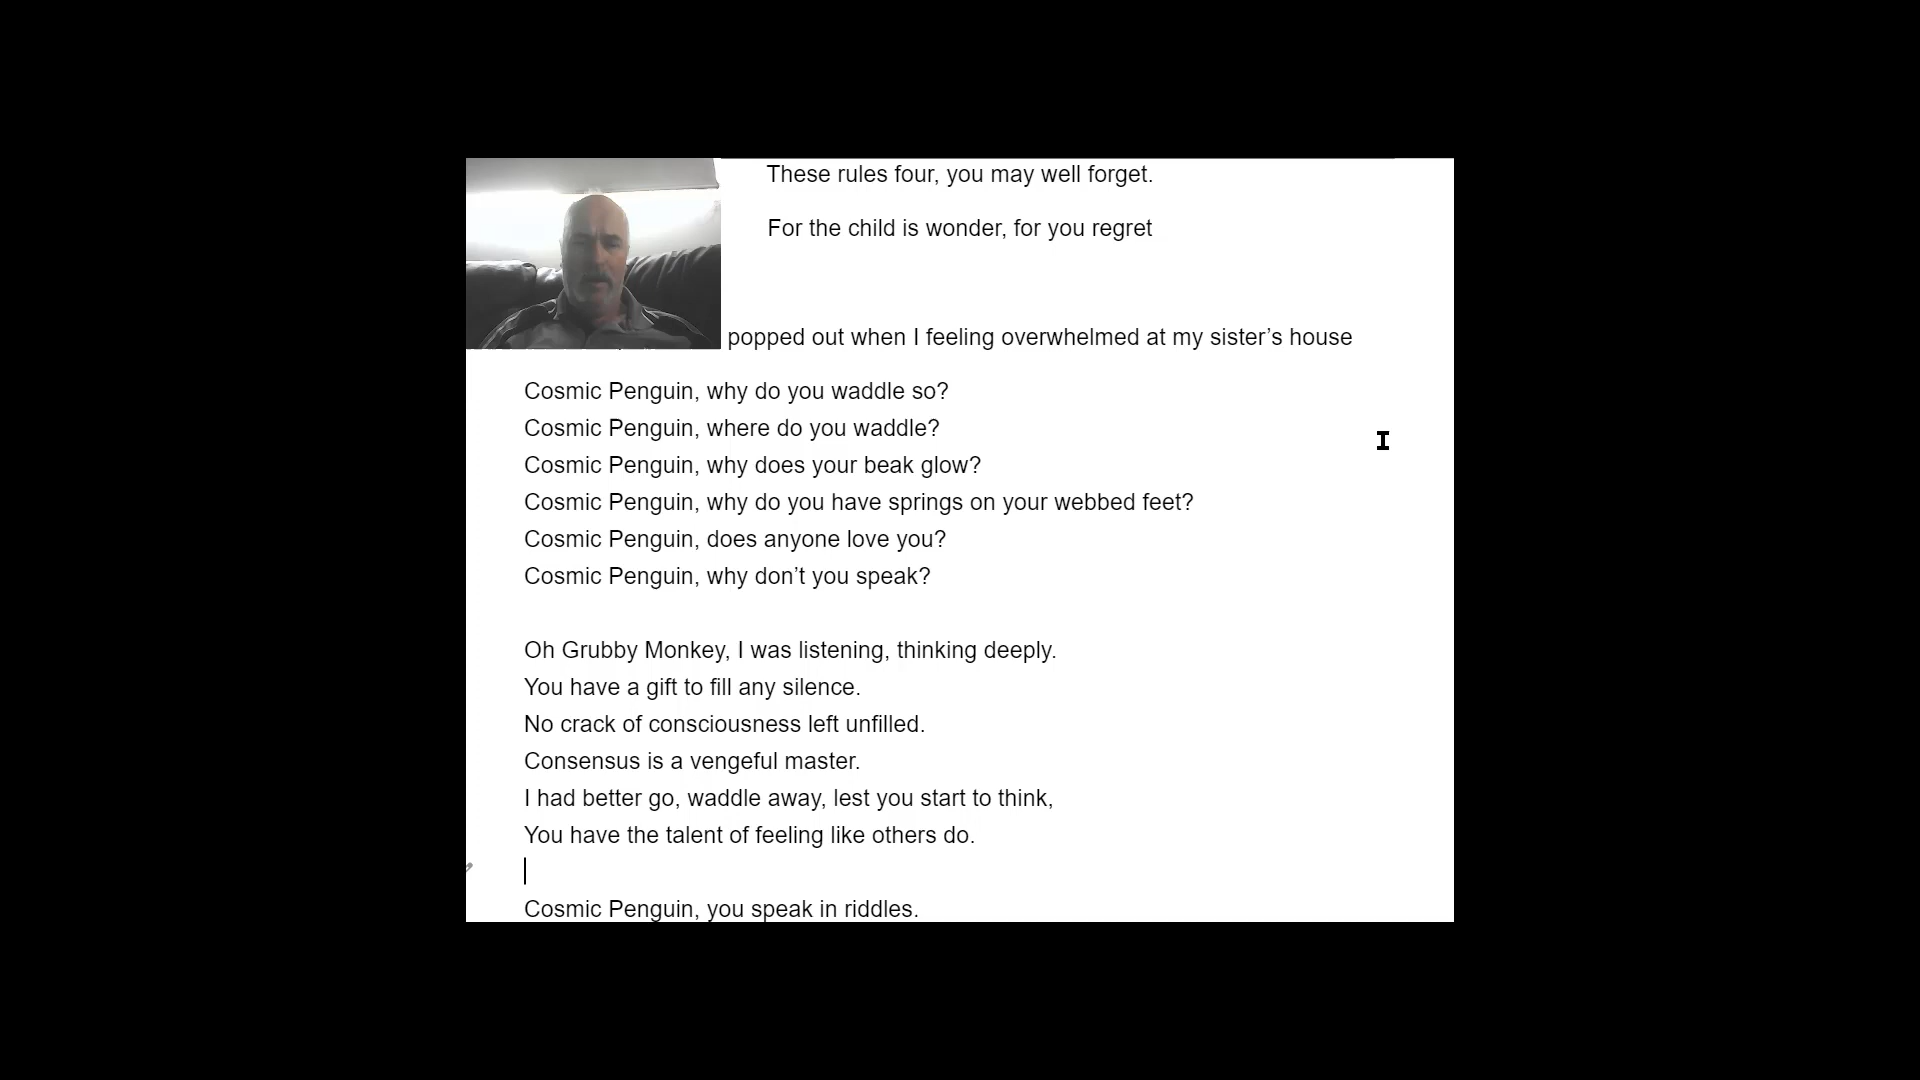 These rules four, you may well forget.
For the child is wonder, for you regret
popped out when I feeling overwhelmed at my sister’s house
Cosmic Penguin, why do you waddle so?
Cosmic Penguin, where do you waddle?
Cosmic Penguin, why does your beak glow?
Cosmic Penguin, why do you have springs on your webbed feet?
Cosmic Penguin, does anyone love you?
Cosmic Penguin, why don’t you speak?
Oh Grubby Monkey, I was listening, thinking deeply.
You have a gift to fill any silence.
No crack of consciousness left unfilled.
Consensus is a vengeful master.
I had better go, waddle away, lest you start to think,
You have the talent of feeling like others do.
Cosmic Penguin, you speak in riddles.